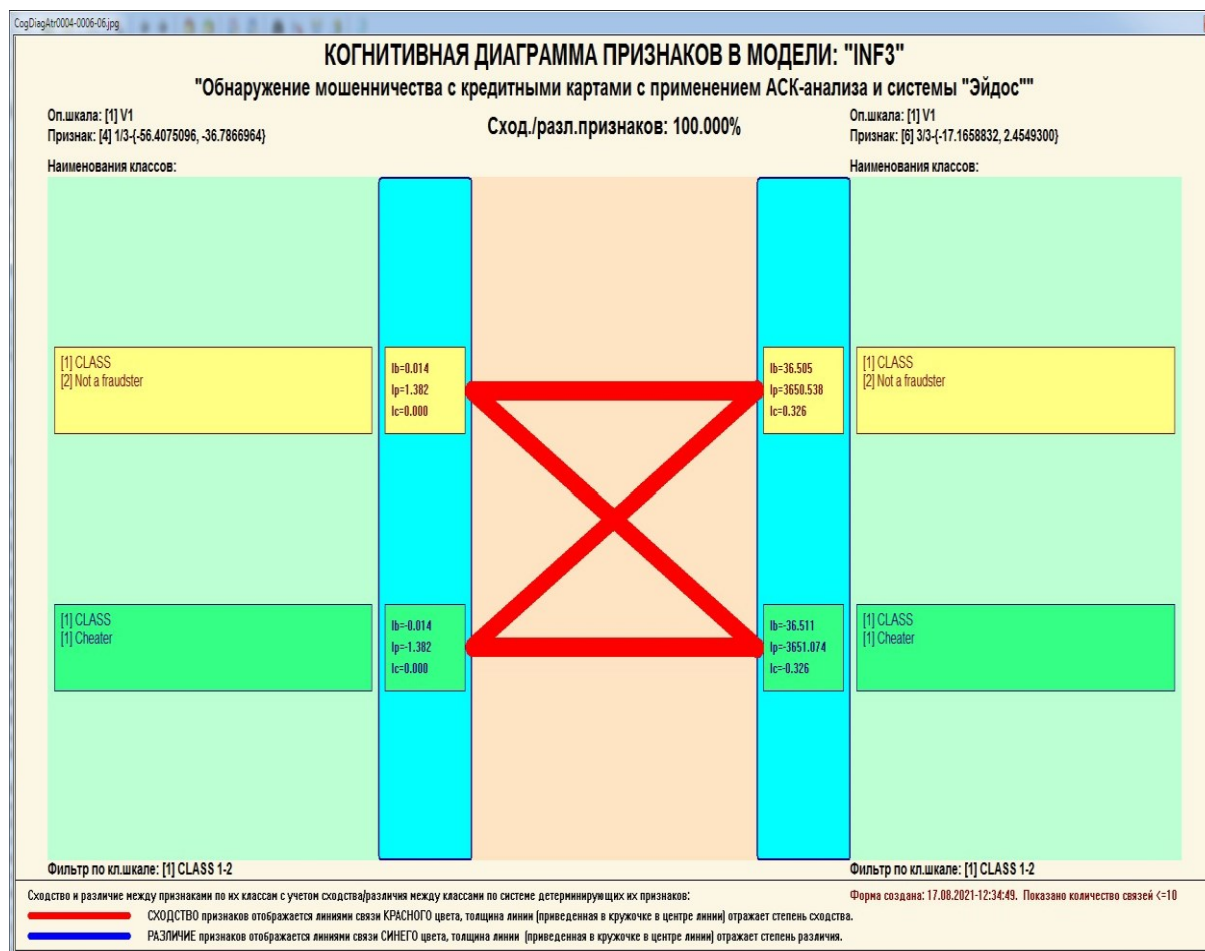 CogDiagAtr0004-0006-06.jpg
КОГНИТИВНАЯ ДИАГРАММА ПРИЗНАКОВ В МОДЕЛИ: "INF3"
"Обнаружение мошенничества с кредитными картами с применением АСК-анализа и системы "Эйдос""
Оп.шкала: [1] V1
Признак: [4] 1/3-{-56.4075096, -36.7866964}
Наименования классов:
Сход./разл.признаков: 100.000%
Оп.шкала: [1] V1
Признак: [6] 3/3-{-17.1658832, 2.4549300}
Наименования классов:
[1] CLASS
[2] Not a fraudster
Ib=0.014
Ip=1.382
Ic=0.000
Ib=36.505
Ip=3650.538
Ic=0.326
[1] CLASS
[2] Not a fraudster
[1] CLASS
[1] Cheater
Ib=-0.014
Ip=-1.382
Ic=0.000
Ib=-36.511
Ip=-3651.074
Ic=-0.326
[1] CLASS
[1] Cheater
Фильтр по кл.шкале: [1] CLASS 1-2
Фильтр по кл.шкале: [1] CLASS 1-2
Сходство и различие между признаками по их классам с учетом сходства/различия между классами по системе детерминирующих их признаков:
Форма создана: 17.08.2021-12:34:49. Показано количество связей <=10
СХОДСТВО признаков отображается линиями связи КРАСНОГО цвета, толщина линии (приведенная в кружочке в центре линии) отражает степень сходства.
РАЗЛИЧИЕ признаков отображается линиями связи СИНЕГО цвета, толщина линии (приведенная в кружочке в центре линии) отражает степень различия.